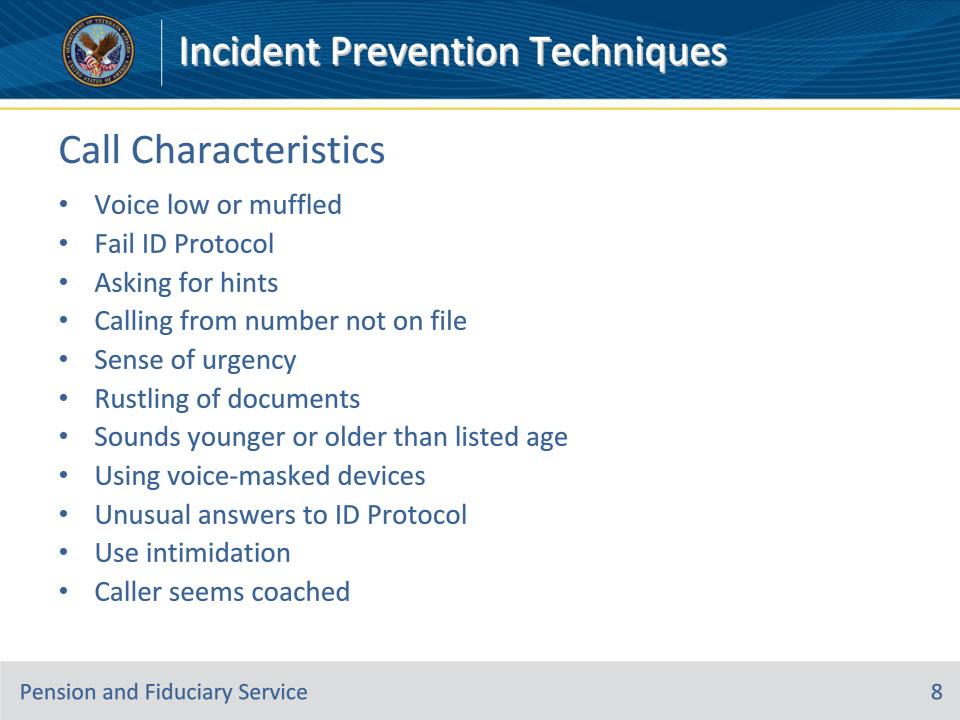 Incident Prevention Techniques
Call Characteristics
• Voice low or muffled
• Fail ID Protocol
• Asking for hints
• Calling from number not on file
• Sense of urgency
• Rustling of documents
• Sounds younger or older than listed age
• Using voice-masked devices
• Unusual answers to ID Protocol
• Use intimidation
• Caller seems coached
Pension and Fiduciary Service
8